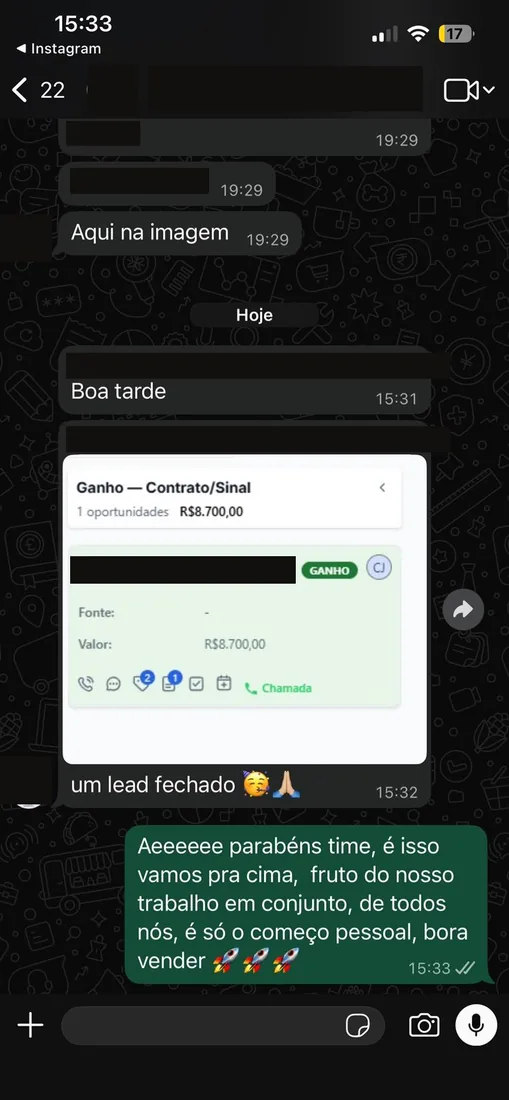 15:33
17
◀ Instagram
22
19:29
19:29
Aqui na imagem 19:29
Hoje
Boa tarde 15:31
Ganho — Contrato/Sinal
1 oportunidades R$8.700,00
GANHO CJ
Fonte: -
Valor: R$8.700,00
2 1
Chamada
um lead fechado 🥳🙏🏼 15:32
Aeeeeee parabéns time, é isso
vamos pra cima, fruto do nosso
trabalho em conjunto, de todos
nós, é só o começo pessoal, bora
vender 🚀🚀🚀 15:33